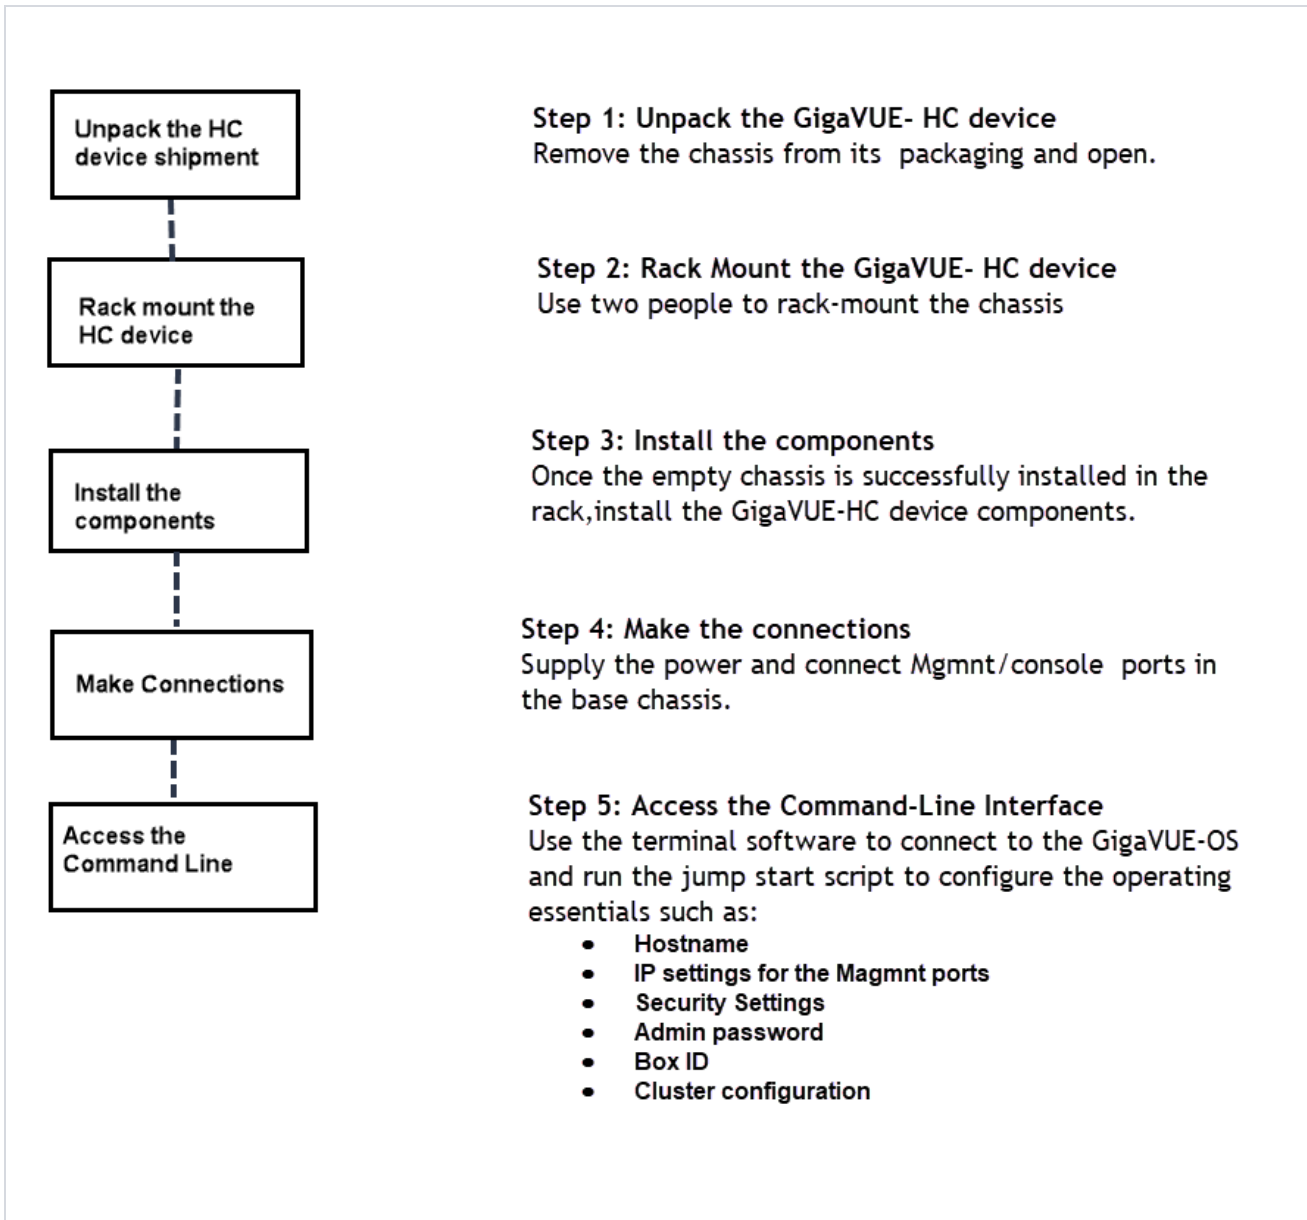 Unpack the HC
device shipment
Step 1: Unpack the GigaVUE- HC device
Remove the chassis from its  packaging and open.
Rack mount the
HC device
Step 2: Rack Mount the GigaVUE- HC device
Use two people to rack-mount the chassis
Install the
components
Step 3: Install the components
Once the empty chassis is successfully installed in the
rack,install the GigaVUE-HC device components.
Make Connections
Step 4: Make the connections
Supply the power and connect Mgmnt/console  ports in
the base chassis.
Access the
Command Line
Step 5: Access the Command-Line Interface
Use the terminal software to connect to the GigaVUE-OS
and run the jump start script to configure the operating
essentials such as:
• Hostname
• IP settings for the Magmnt ports
• Security Settings
• Admin password
• Box ID
• Cluster configuration